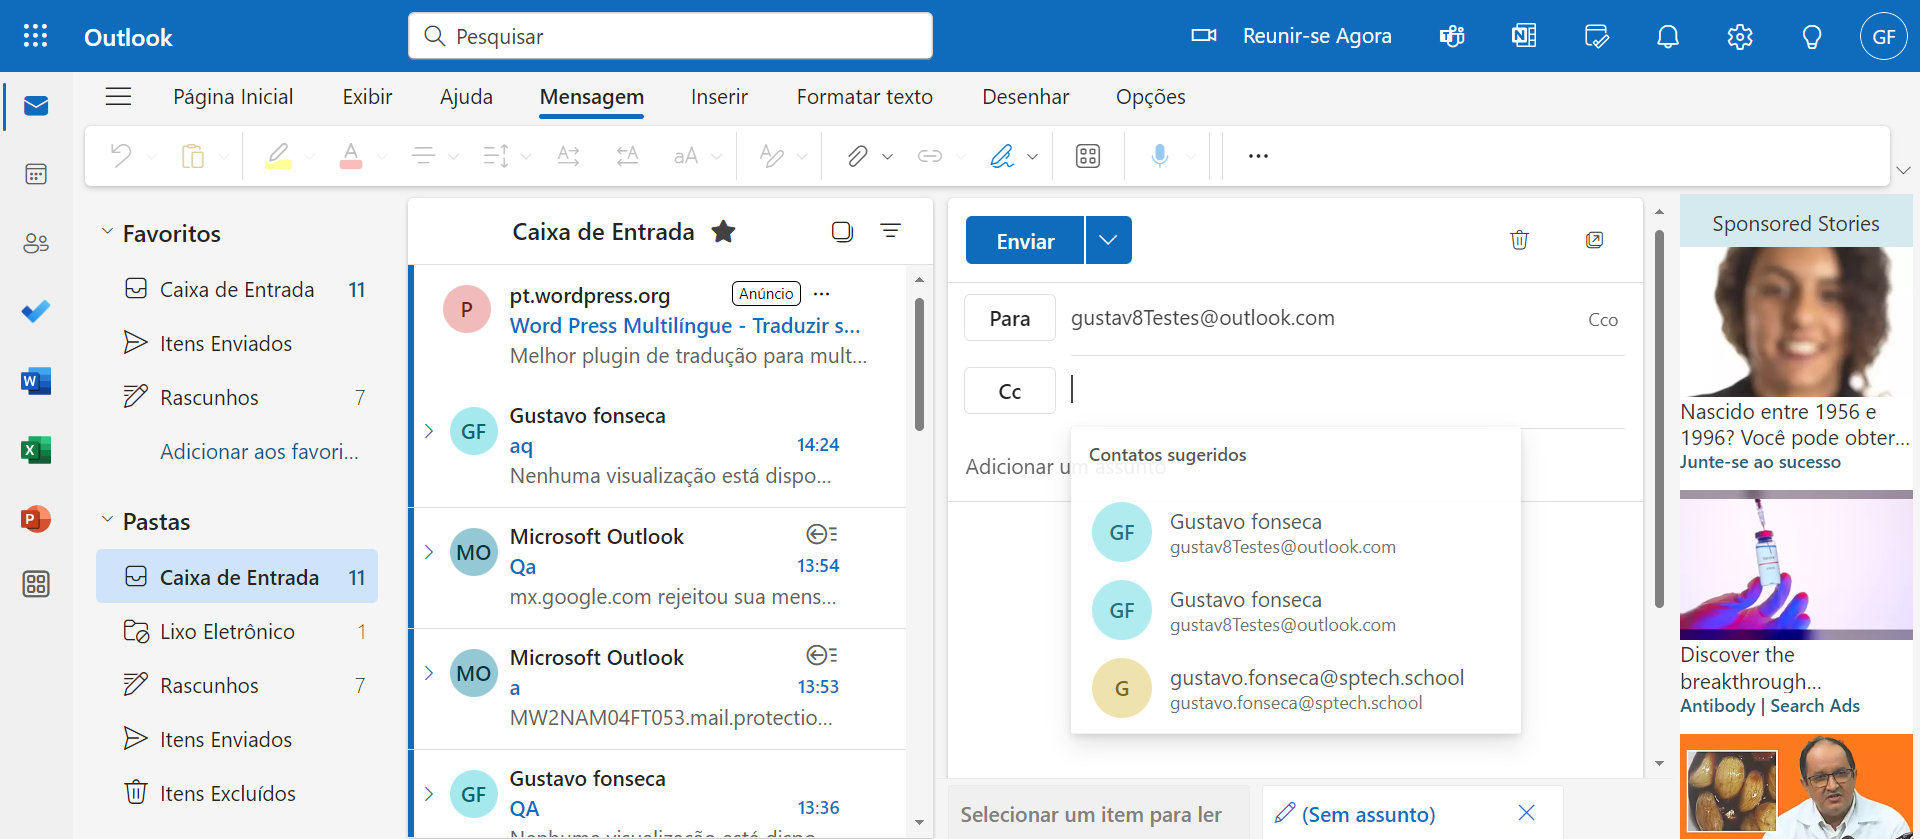 Outlook
Pesquisar
Reunir-se Agora
GF
Página Inicial
Exibir
Ajuda
Mensagem
Inserir
Formatar texto
Desenhar
Opções
Favoritos
Caixa de Entrada 11
Itens Enviados
Rascunhos 7
Adicionar aos favori...
Pastas
Caixa de Entrada 11
Lixo Eletrônico 1
Rascunhos 7
Itens Enviados
Itens Excluídos
Caixa de Entrada
P
pt.wordpress.org Anúncio
Word Press Multilíngue - Traduzir s...
Melhor plugin de tradução para mult...
GF
Gustavo fonseca
aq 14:24
Nenhuma visualização está dispo...
MO
Microsoft Outlook
Qa 13:54
mx.google.com rejeitou sua mens...
MO
Microsoft Outlook
a 13:53
MW2NAM04FT053.mail.protectio...
GF
Gustavo fonseca
QA 13:36
Nenhuma visualização está dispo...
Enviar
Para gustav8Testes@outlook.com Cco
Cc
Adicionar um assunto
Contatos sugeridos
GF
Gustavo fonseca
gustav8Testes@outlook.com
GF
Gustavo fonseca
gustav8Testes@outlook.com
G
gustavo.fonseca@sptech.school
gustavo.fonseca@sptech.school
Selecionar um item para ler
(Sem assunto)
Sponsored Stories
Nascido entre 1956 e
1996? Você pode obter...
Junte-se ao sucesso
Discover the
breakthrough...
Antibody | Search Ads